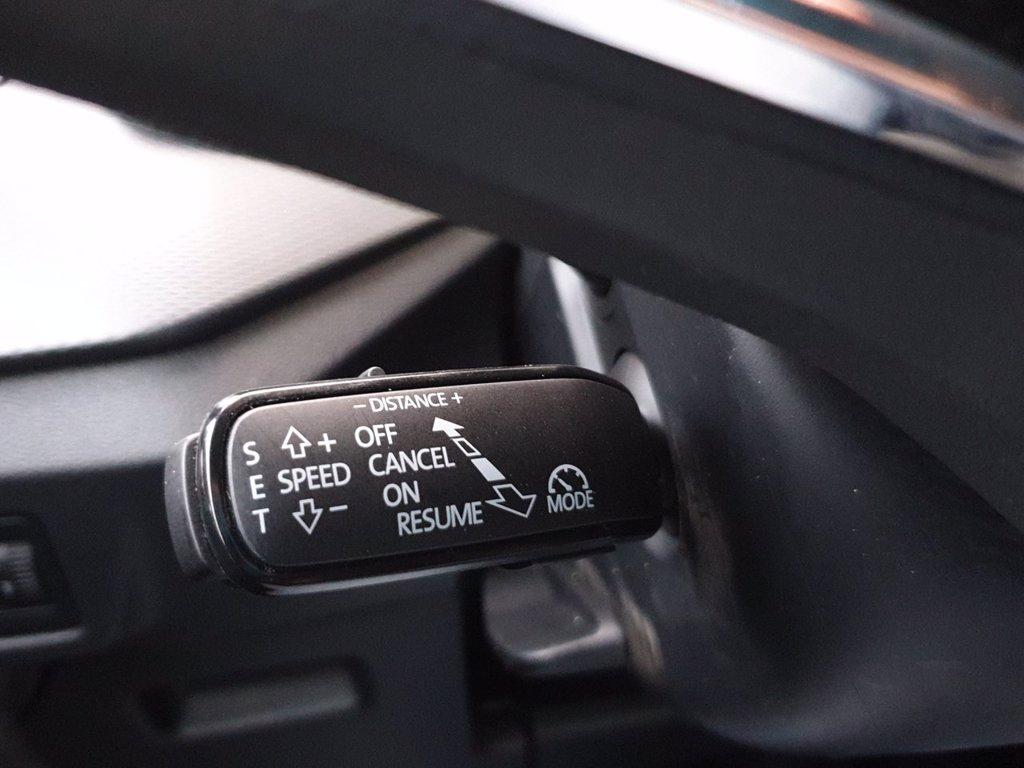 - DISTANCE +
S E T
+
SPEED
-
OFF
CANCEL
ON
RESUME
MODE